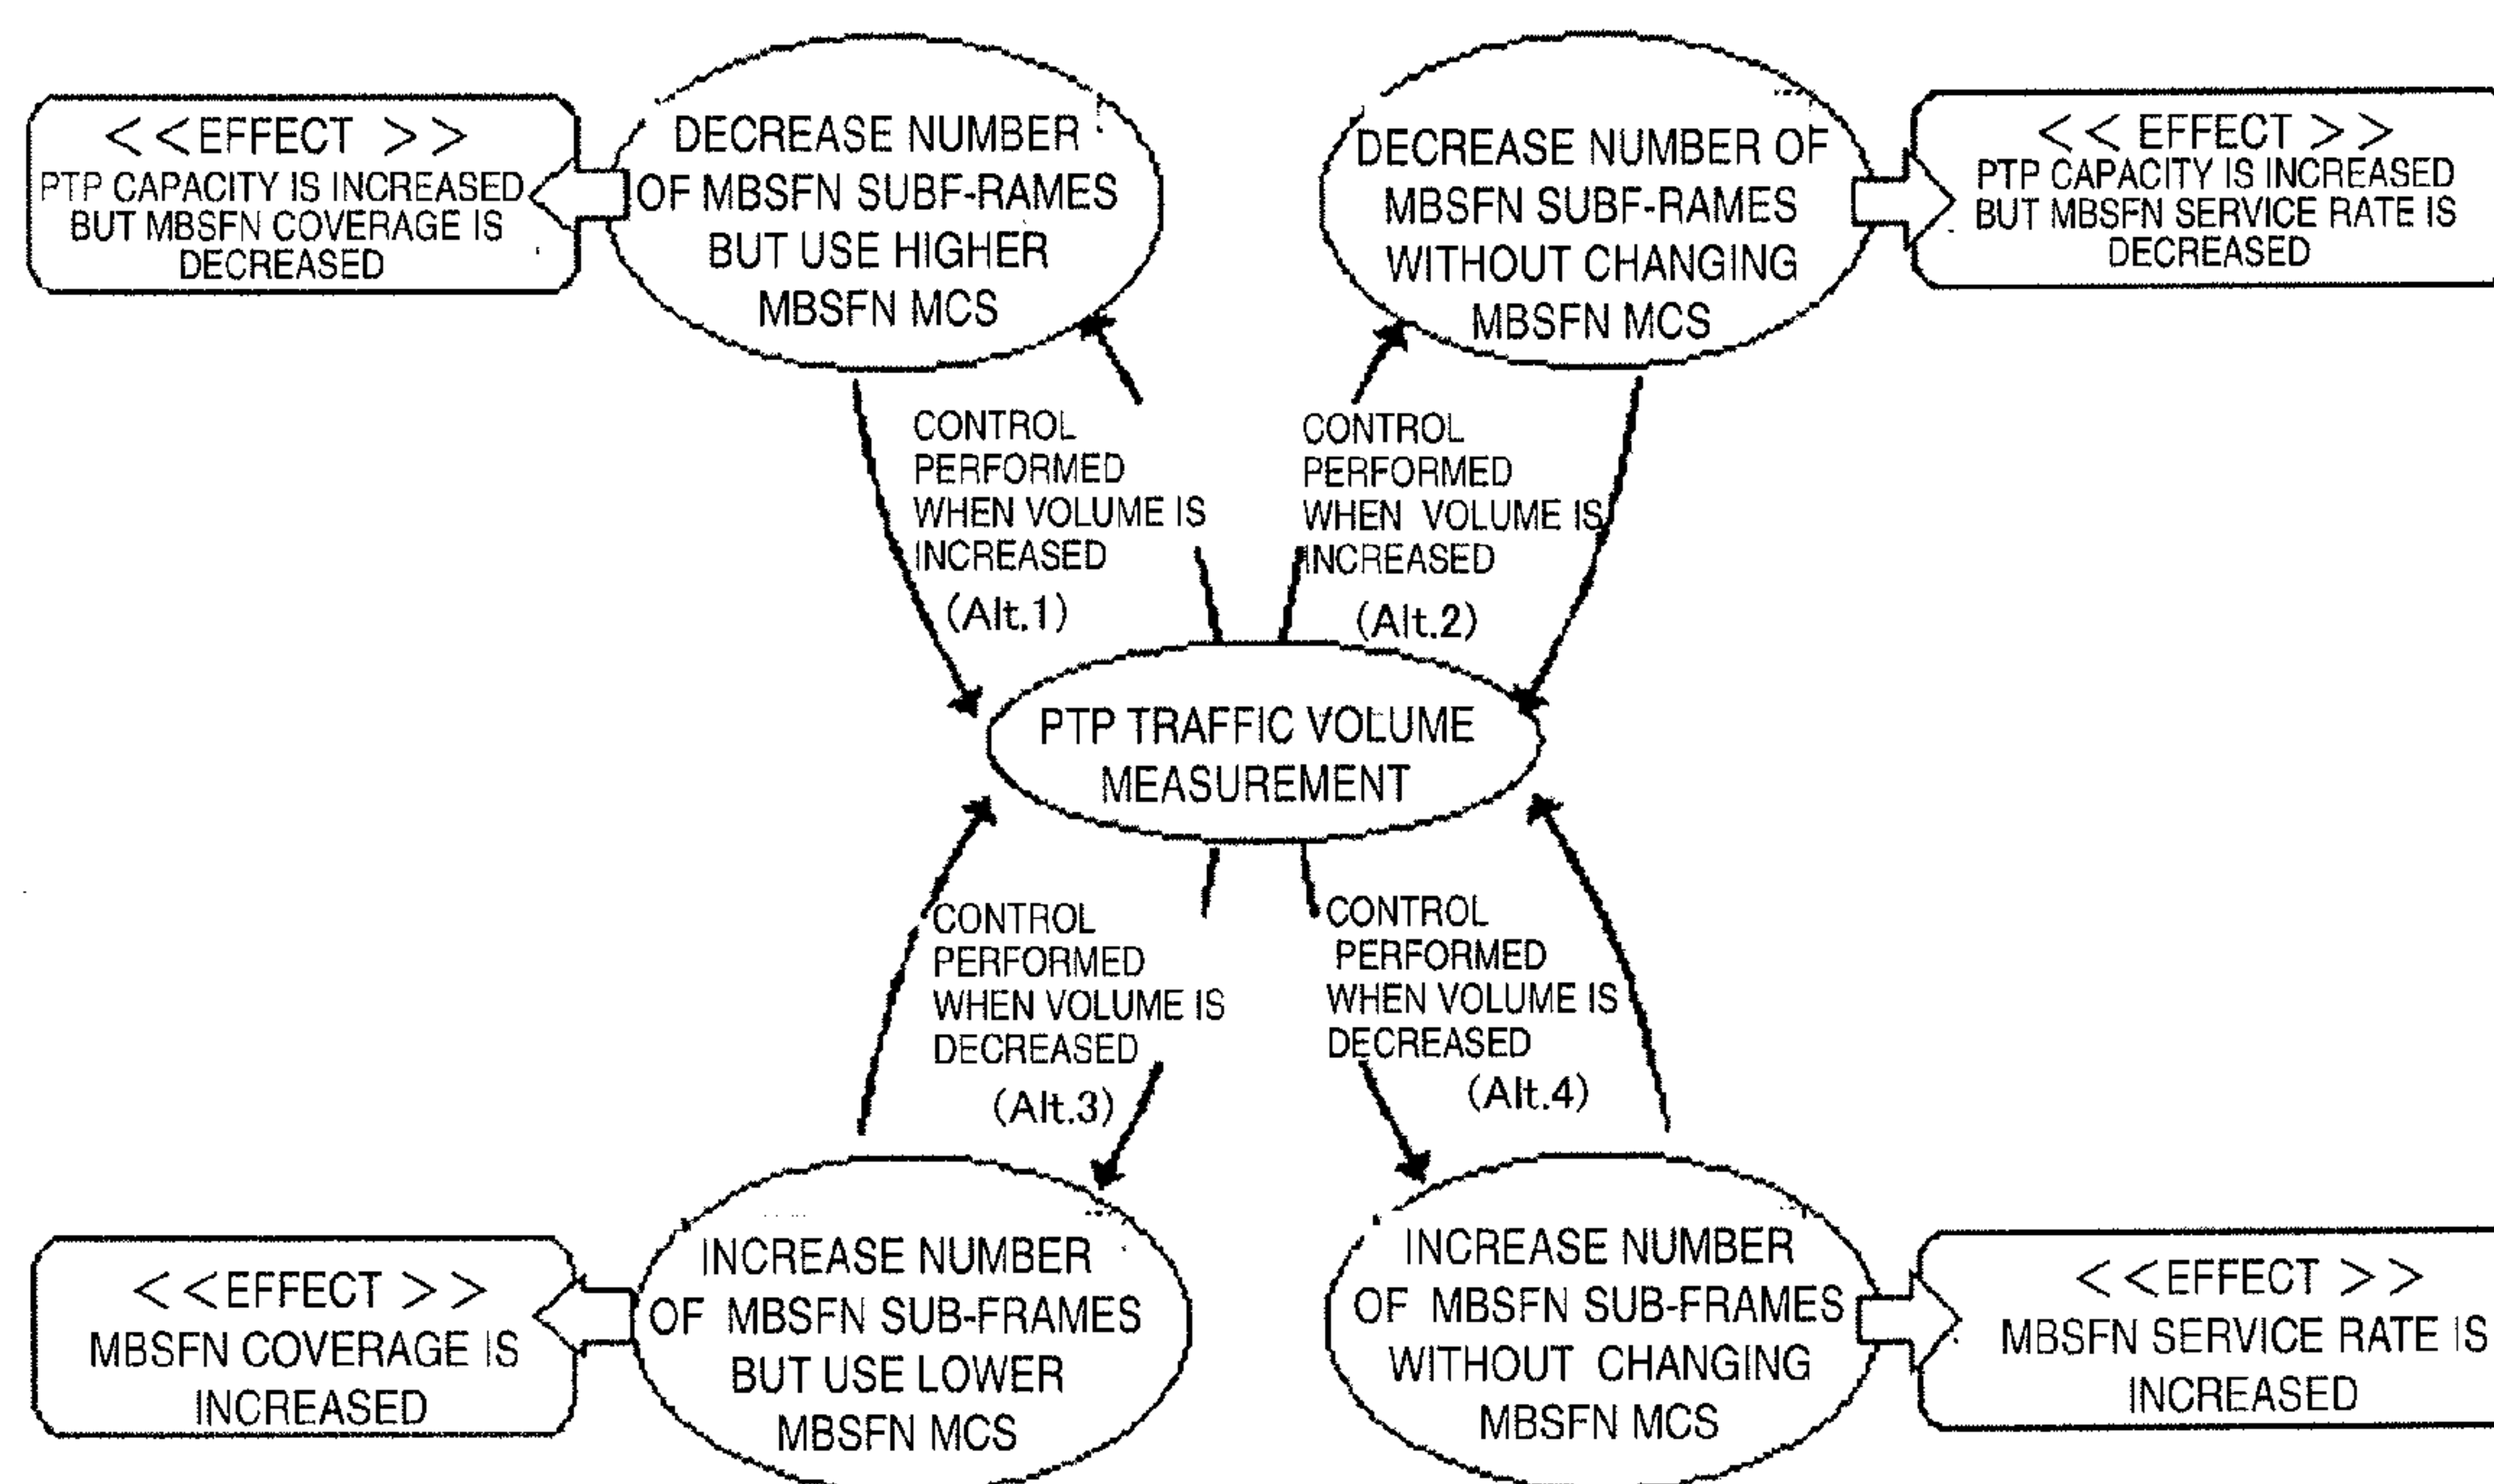 < <EFFECT > >
PTP CAPACITY IS INCREASED
BUT MBSFN COVERAGE IS
DECREASED
DECREASE NUMBER
OF MBSFN SUBF-RAMES
BUT USE HIGHER
MBSFN MCS
DECREASE NUMBER OF
MBSFN SUBF-RAMES
WITHOUT CHANGING
MBSFN MCS
< < EFFECT > >
PTP CAPACITY IS INCREASED
BUT MBSFN SERVICE RATE IS
DECREASED
CONTROL
PERFORMED
WHEN VOLUME IS
INCREASED
(Alt.1)
CONTROL
PERFORMED
WHEN VOLUME IS
INCREASED
(Alt.2)
PTP TRAFFIC VOLUME
MEASUREMENT
CONTROL
PERFORMED
WHEN VOLUME IS
DECREASED
(Alt.3)
CONTROL
PERFORMED
WHEN VOLUME IS
DECREASED
(Alt.4)
< <EFFECT > >
MBSFN COVERAGE IS
INCREASED
INCREASE NUMBER
OF MBSFN SUB-FRAMES
BUT USE LOWER
MBSFN MCS
INCREASE NUMBER
OF MBSFN SUB-FRAMES
WITHOUT CHANGING
MBSFN MCS
< <EFFECT > >
MBSFN SERVICE RATE IS
INCREASED